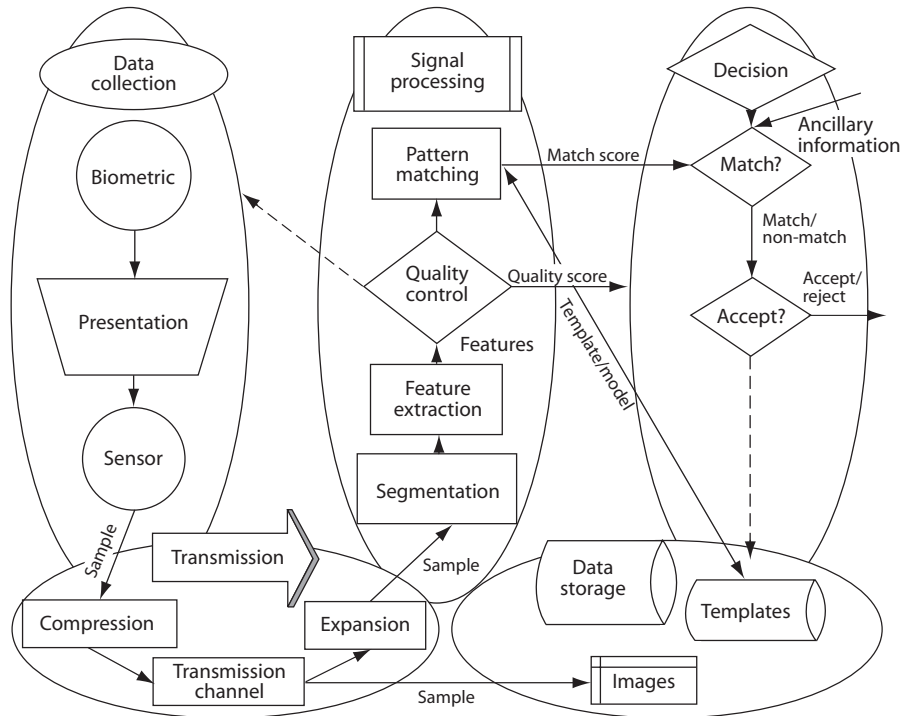 Data
collection
Biometric
Presentation
Sensor
Sample
Transmission
Compression
Transmission
channel
Expansion
Sample
Sample
Signal
processing
Pattern
matching
Match score
Quality
control
Quality score
Features
Feature
extraction
Segmentation
Template/model
Decision
Ancillary
information
Match?
Match/
non-match
Accept/
reject
Accept?
Data
storage
Templates
Images